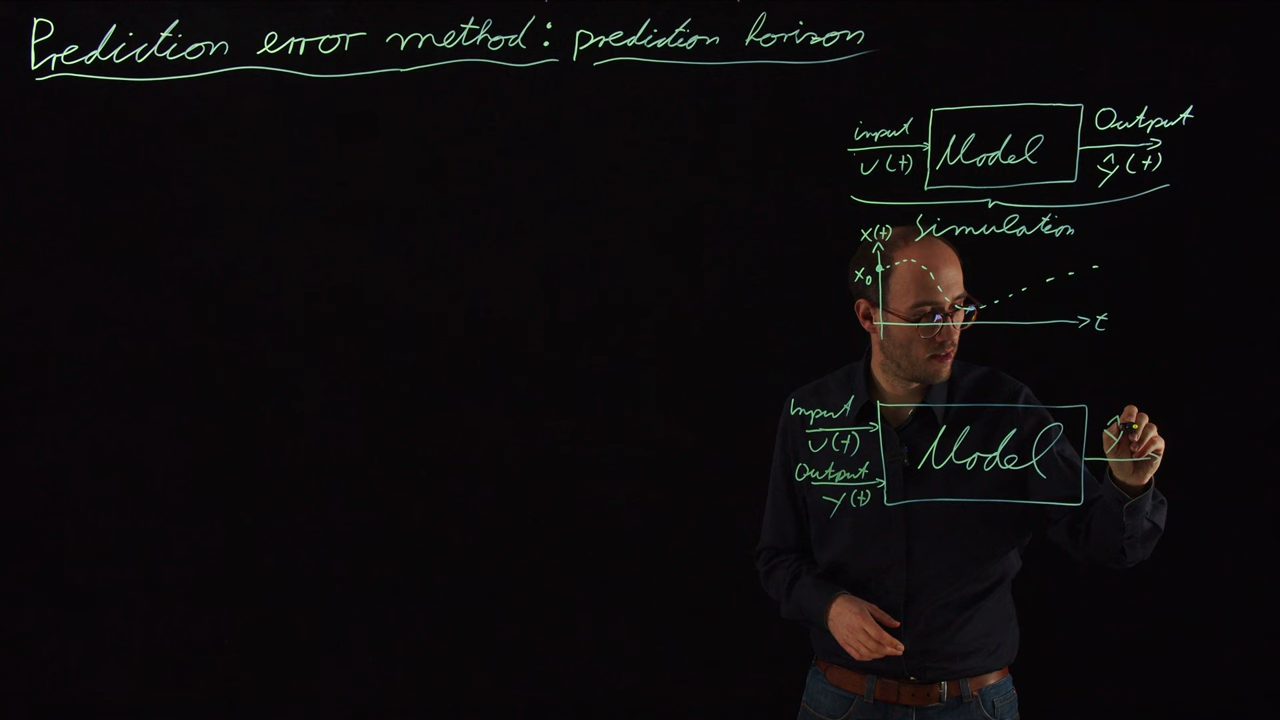 Prediction error method: prediction horizon
input
u(t)
Model
Output
ŷ(t)
Simulation
x(t)
x₀
t
Input
u(t)
Output
y(t)
Model
ŷ